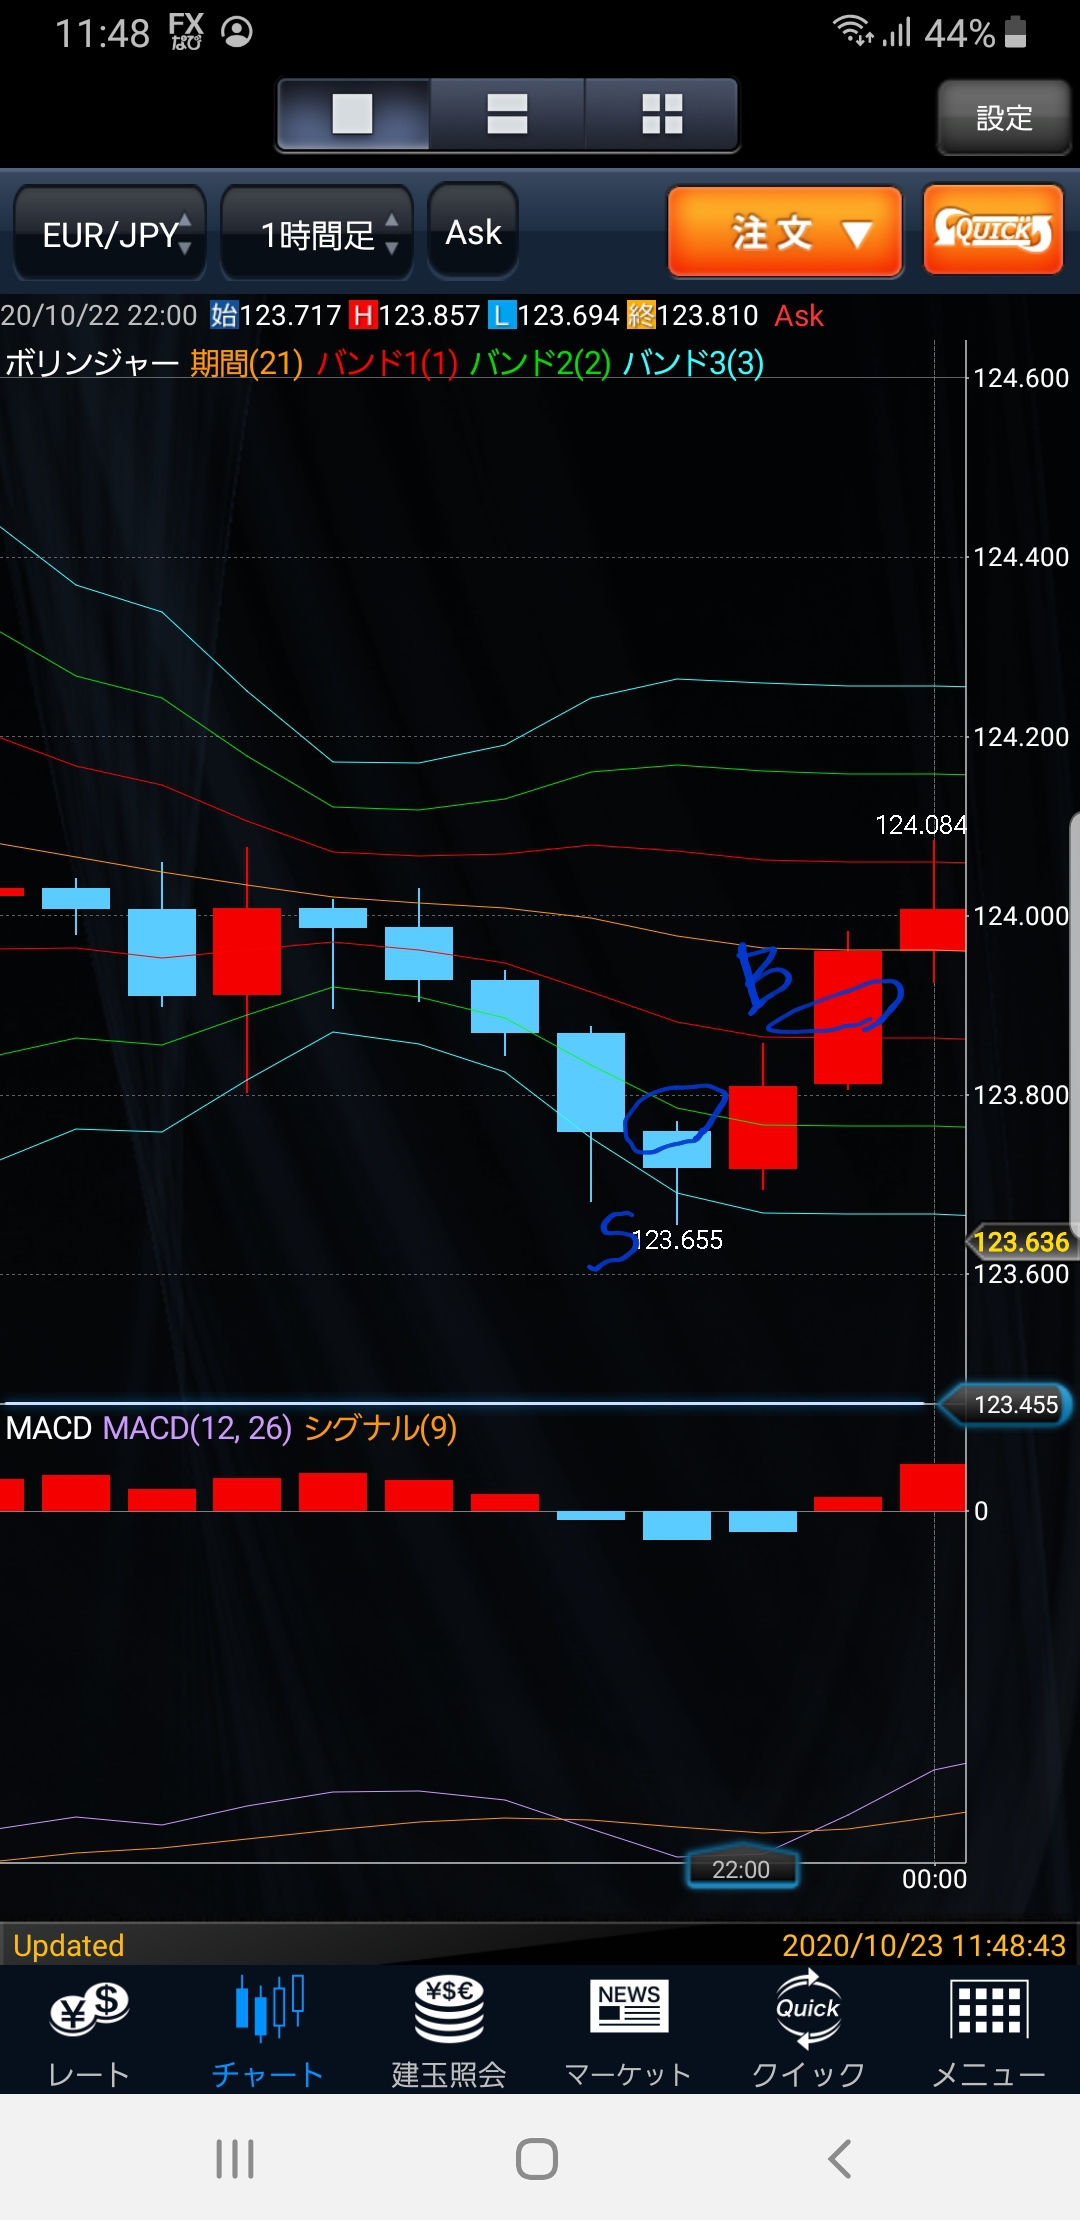 11:48 FXなび 44%
設定
EUR/JPY 1時間足 Ask 注文 QUICK
20/10/22 22:00 始123.717 H123.857 L123.694 終123.810 Ask
ボリンジャー 期間(21) バンド1(1) バンド2(2) バンド3(3)
124.600
124.400
124.200
124.084
124.000
B
123.800
S
123.655
123.636
123.600
123.455
MACD MACD(12, 26) シグナル(9)
0
22:00
00:00
Updated 2020/10/23 11:48:43
¥$ ¥$€ NEWS Quick
レート チャート 建玉照会 マーケット クイック メニュー